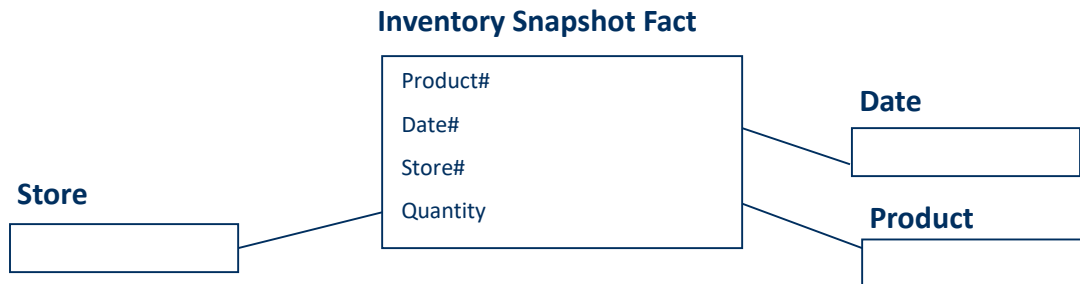 Inventory Snapshot Fact
Product#
Date#
Store#
Quantity
Date
Store
Product